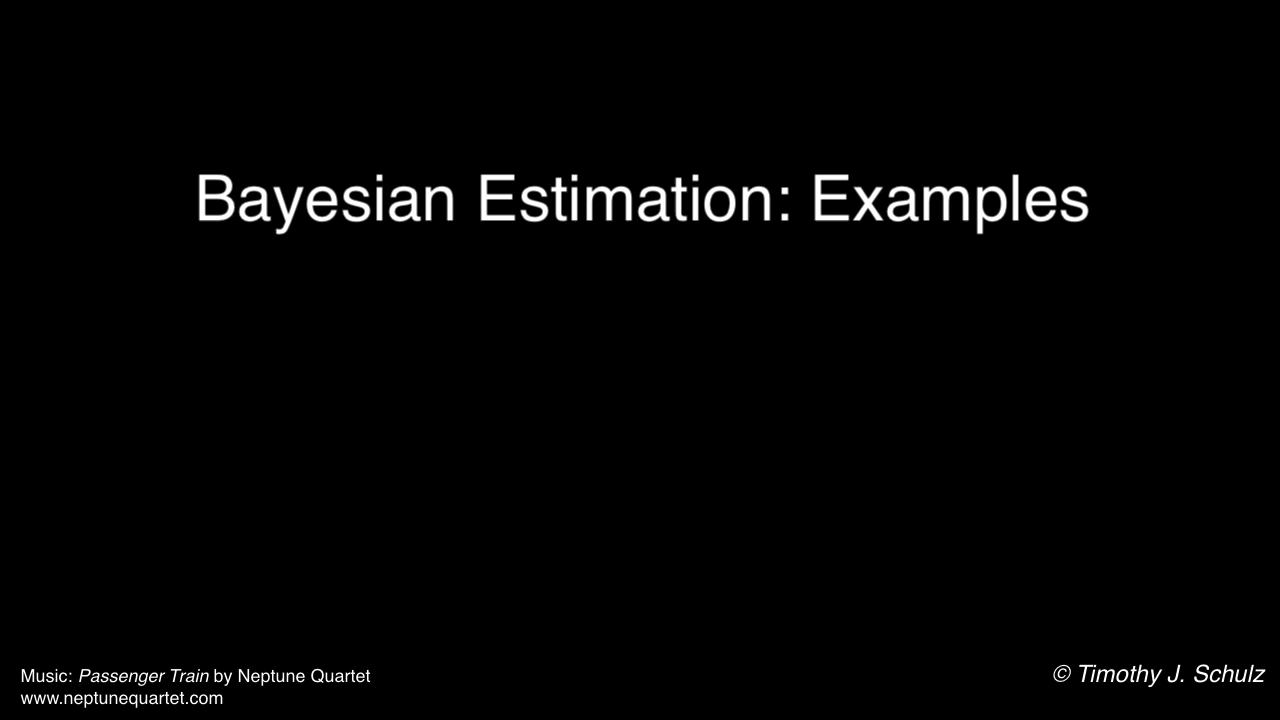 Bayesian Estimation: Examples
Music: Passenger Train by Neptune Quartet
www.neptunequartet.com
© Timothy J. Schulz